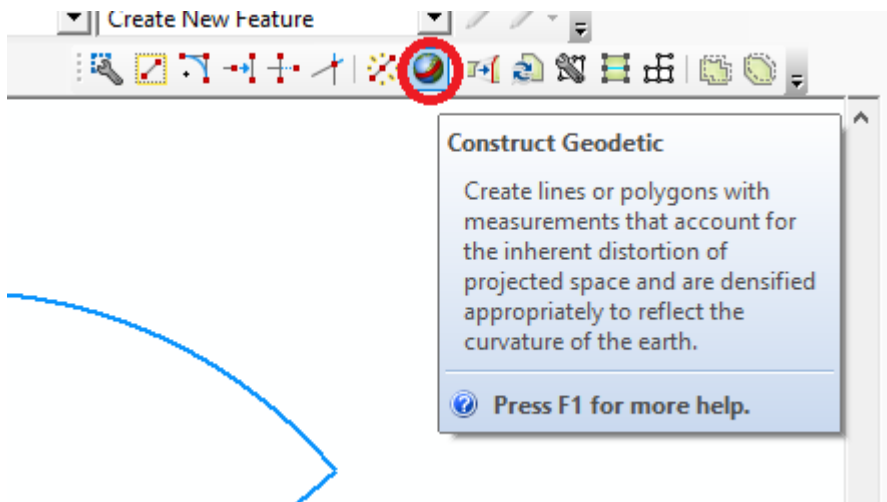 Create New Feature
Construct Geodetic
Create lines or polygons with
measurements that account for
the inherent distortion of
projected space and are densified
appropriately to reflect the
curvature of the earth.
Press F1 for more help.